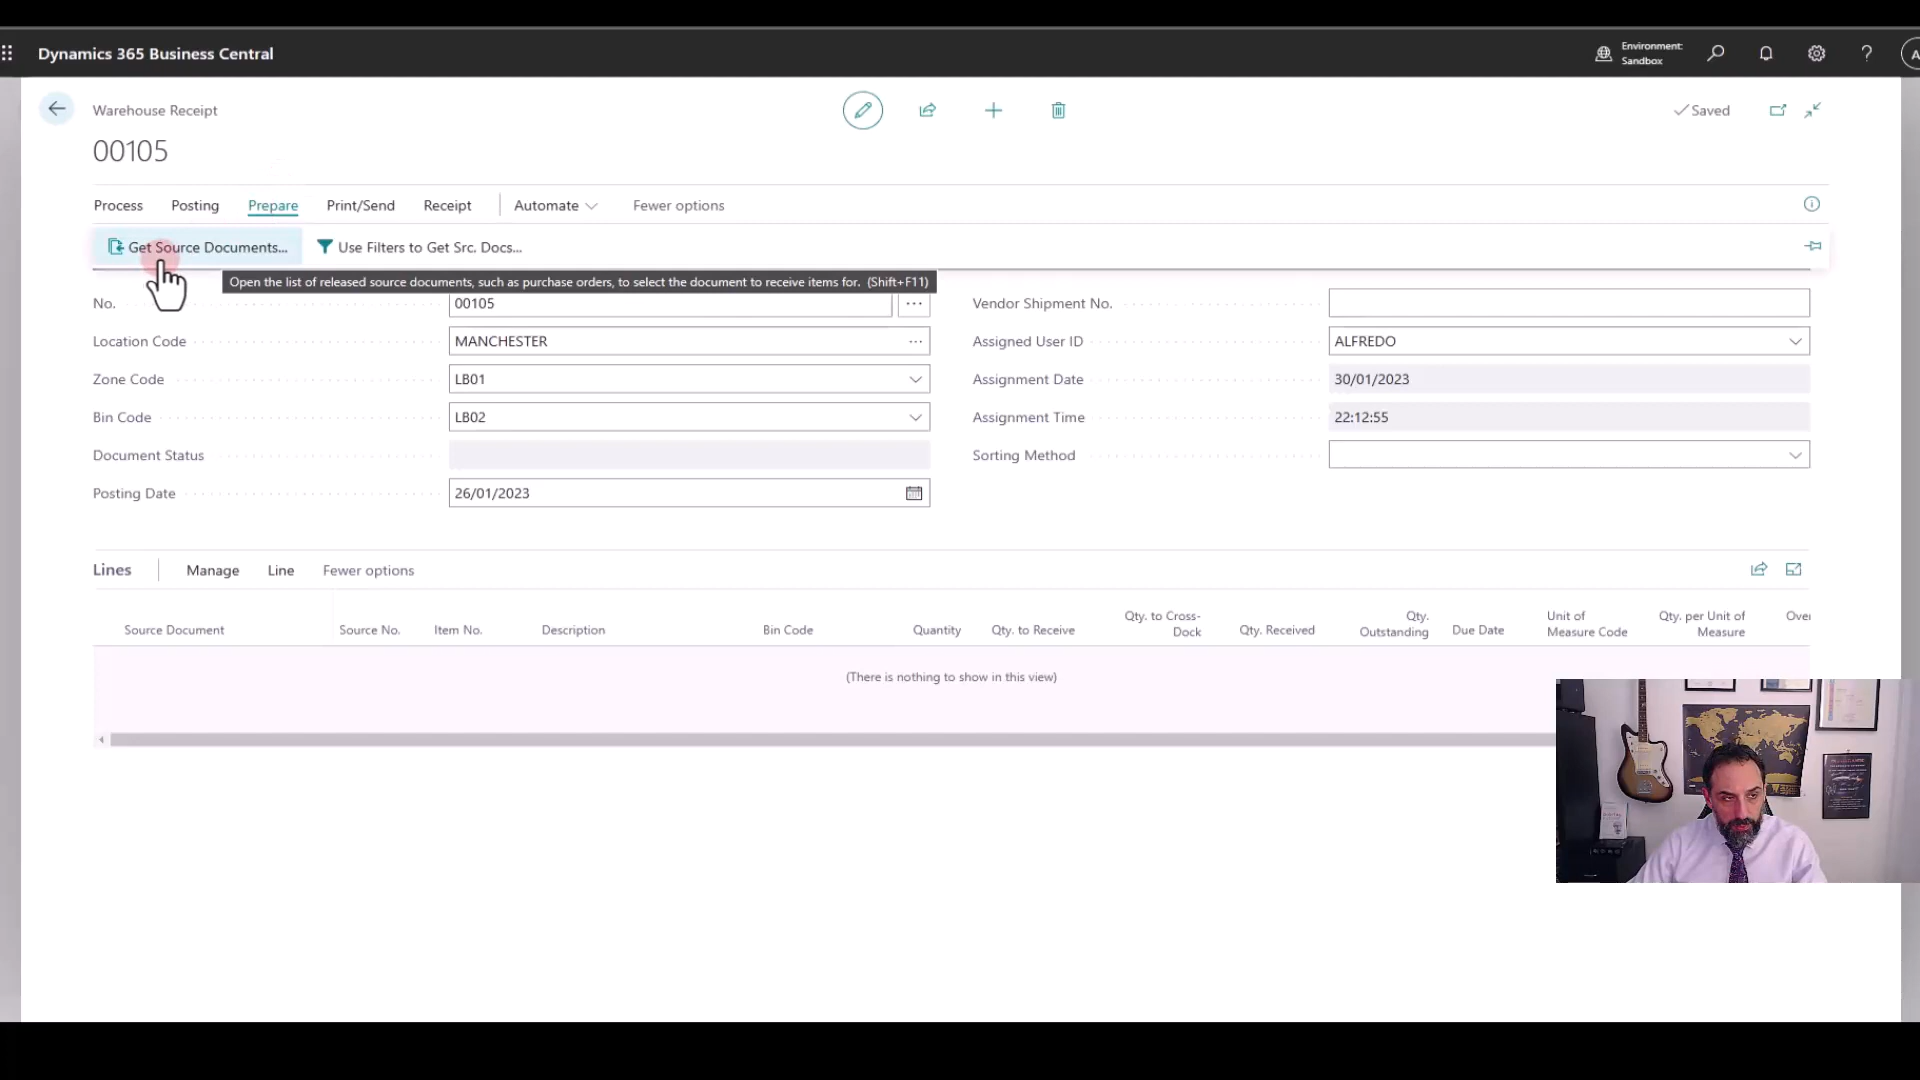 Dynamics 365 Business Central
Environment:
Sandbox
Warehouse Receipt
Saved
00105
Process
Posting
Prepare
Print/Send
Receipt
Automate
Fewer options
Get Source Documents...
Use Filters to Get Src. Docs...
Open the list of released source documents, such as purchase orders, to select the document to receive items for. (Shift+F11)
No.
00105
Vendor Shipment No.
Location Code
MANCHESTER
Assigned User ID
ALFREDO
Zone Code
LB01
Assignment Date
30/01/2023
Bin Code
LB02
Assignment Time
22:12:55
Document Status
Sorting Method
Posting Date
26/01/2023
Lines
Manage
Line
Fewer options
Source Document
Source No.
Item No.
Description
Bin Code
Quantity
Qty. to Receive
Qty. to Cross-
Dock
Qty. Received
Qty.
Outstanding
Due Date
Unit of
Measure Code
Qty. per Unit of
Measure
Over
(There is nothing to show in this view)